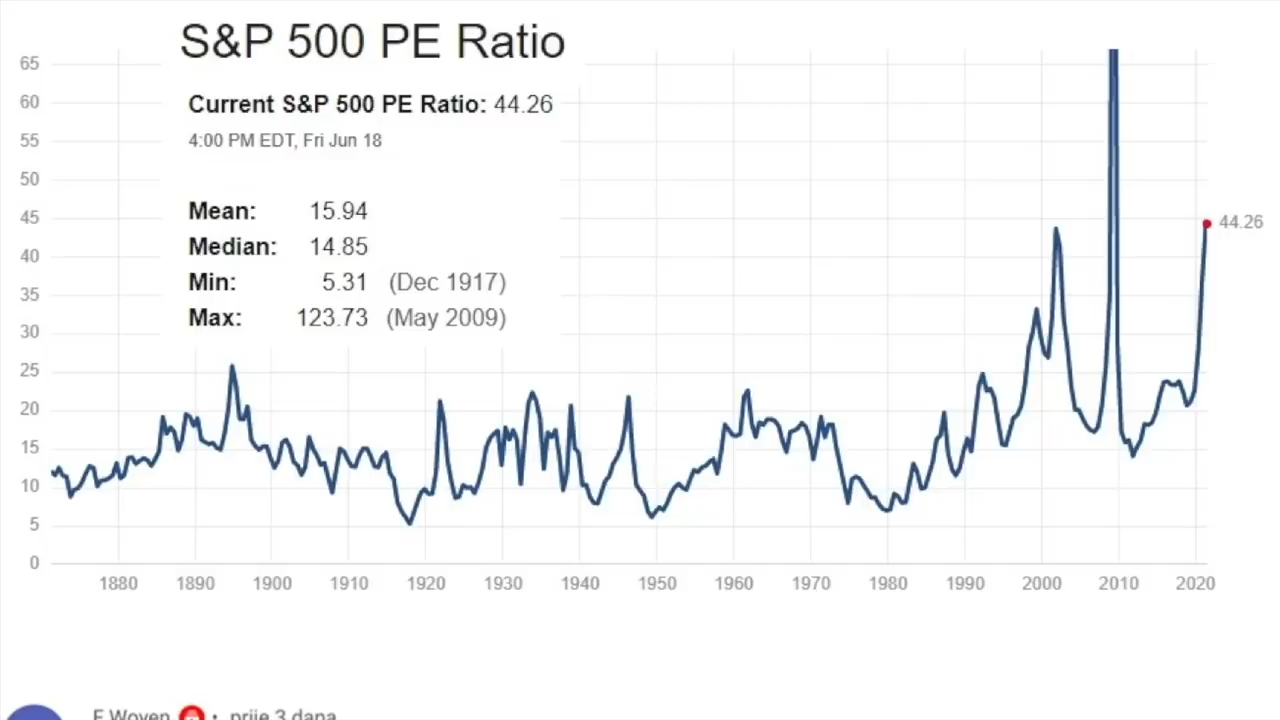 S&P 500 PE Ratio
Current S&P 500 PE Ratio: 44.26
4:00 PM EDT, Fri Jun 18
Mean: 15.94
Median: 14.85
Min: 5.31 (Dec 1917)
Max: 123.73 (May 2009)
65
60
55
50
45
40
35
30
25
20
15
10
5
0
44.26
1880 1890 1900 1910 1920 1930 1940 1950 1960 1970 1980 1990 2000 2010 2020
F Woven · prije 3 dana